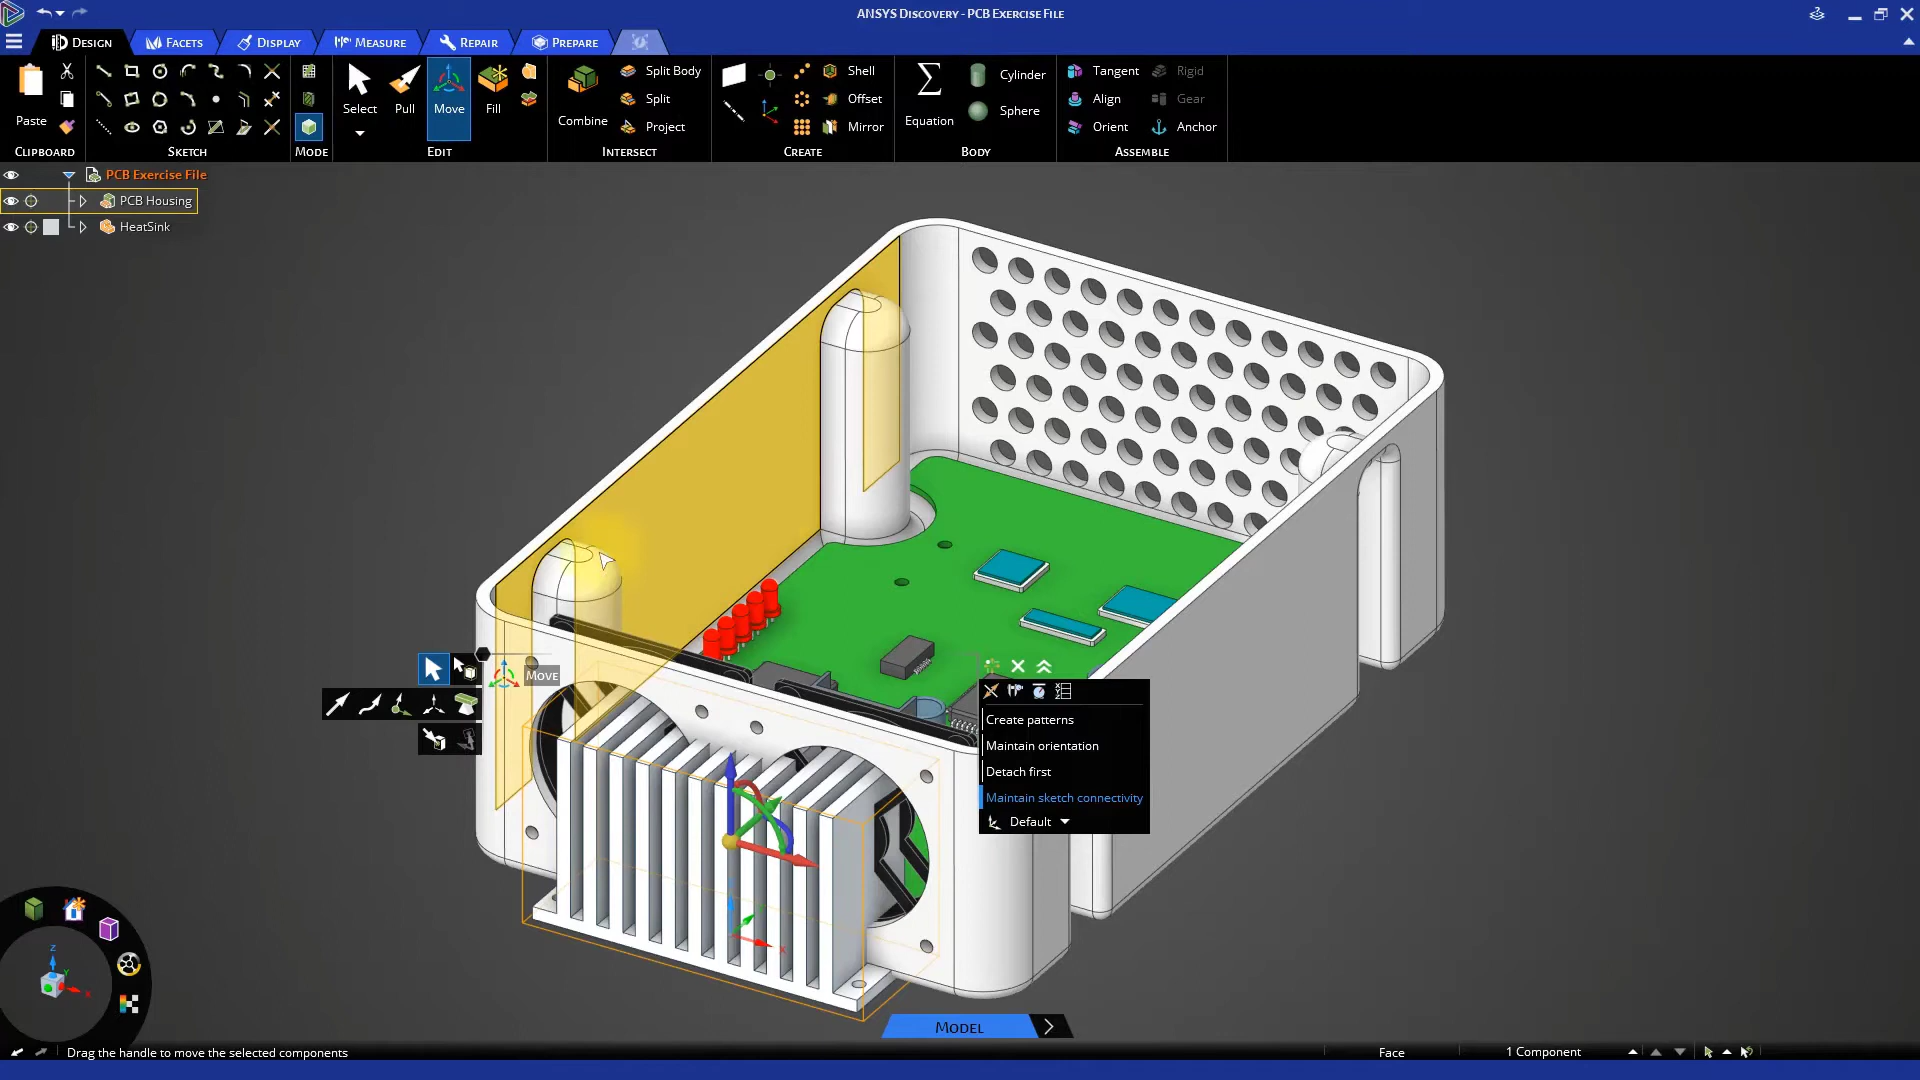 ANSYS DISCOVERY - PCB EXERCISE FILE
DESIGN
FACETS
DISPLAY
MEASURE
REPAIR
PREPARE
Paste
CLIPBOARD
SKETCH
MODE
Select
Pull
Move
Fill
EDIT
Combine
Split Body
Split
Project
INTERSECT
Shell
Offset
Mirror
CREATE
Equation
Cylinder
Sphere
BODY
Tangent
Align
Orient
Rigid
Gear
Anchor
ASSEMBLE
PCB Exercise File
PCB Housing
HeatSink
MOVE
Create patterns
Maintain orientation
Detach first
Maintain sketch connectivity
Default
Z
Y
X
X
MODEL
Drag the handle to move the selected components
Face
1 Component